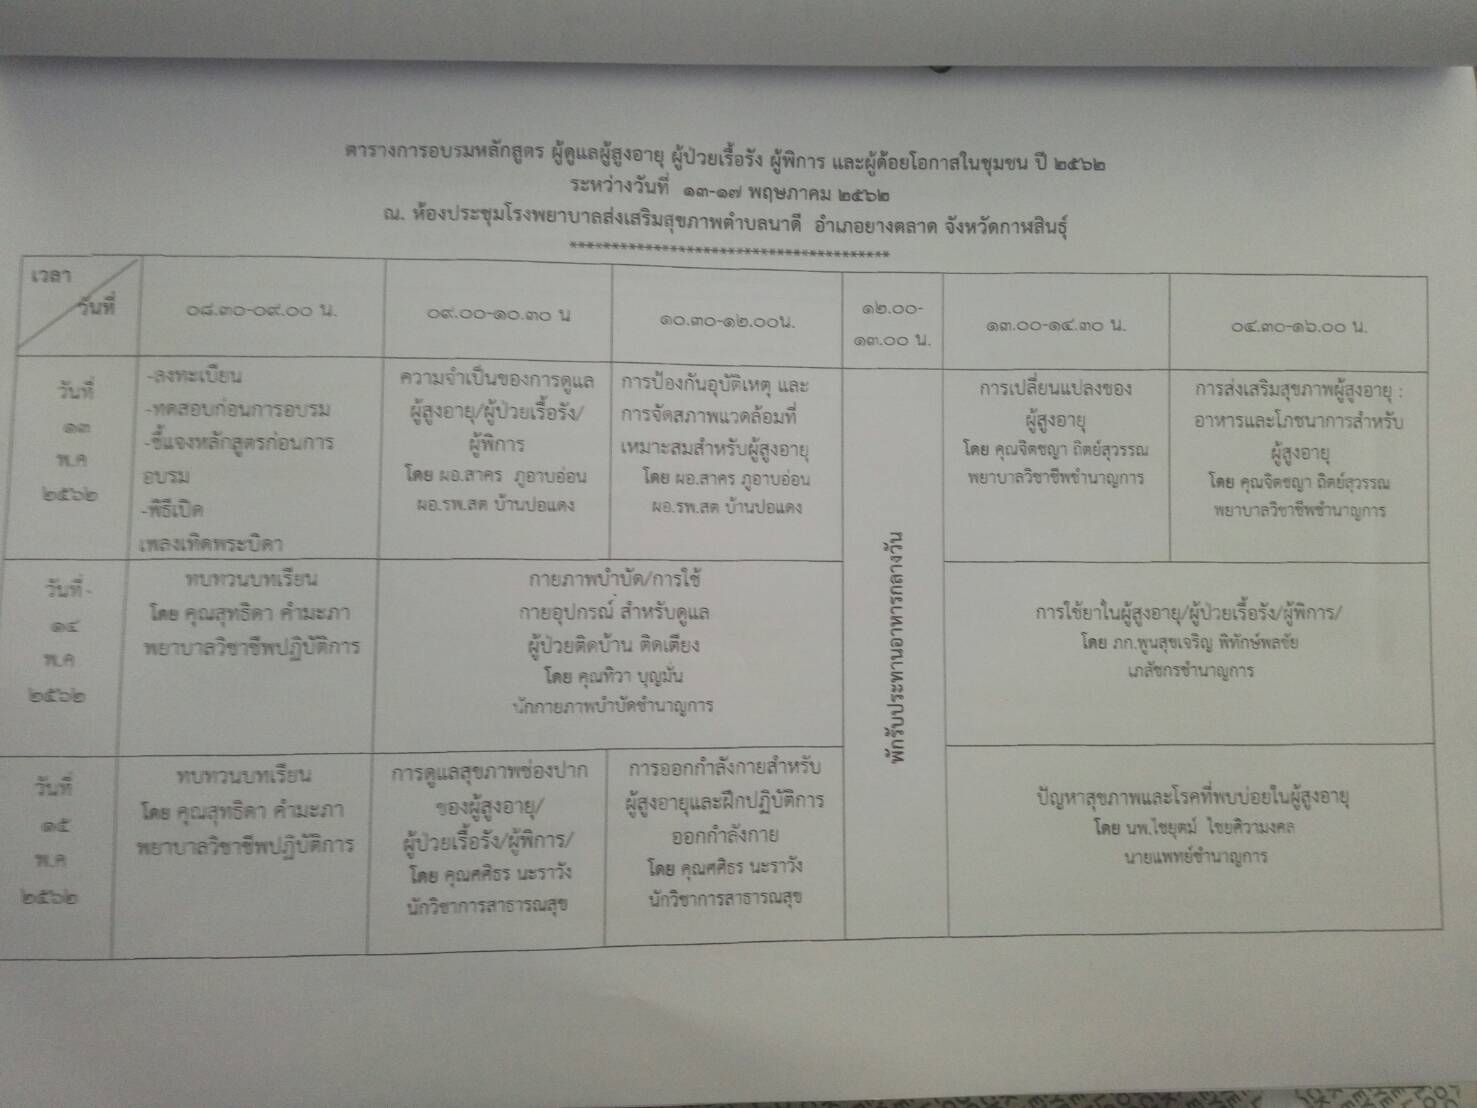 ตารางการอบรมหลักสูตร ผู้ดูแลผู้สูงอายุ ผู้ป่วยเรื้อรัง ผู้พิการ และผู้ด้อยโอกาสในชุมชน ปี ๒๕๖๒
ระหว่างวันที่ ๑๓-๑๗ พฤษภาคม ๒๕๖๒
ณ. ห้องประชุมโรงพยาบาลส่งเสริมสุขภาพตำบลนาดี อำเภอยางตลาด จังหวัดกาฬสินธุ์
**************************************
เวลา
วันที่
๐๘.๓๐-๐๙.๐๐ น.
๐๙.๐๐-๑๐.๓๐ น
๑๐.๓๐-๑๒.๐๐น.
๑๒.๐๐-
๑๓.๐๐ น.
๑๓.๐๐-๑๔.๓๐ น.
๐๔.๓๐-๑๖.๐๐ น.
วันที่
๑๓
พ.ค
๒๕๖๒
-ลงทะเบียน
-ทดสอบก่อนการอบรม
-ชี้แจงหลักสูตรก่อนการ
อบรม
-พิธีเปิด
เพลงเทิดพระบิดา
ความจำเป็นของการดูแล
ผู้สูงอายุ/ผู้ป่วยเรื้อรัง/
ผู้พิการ
โดย ผอ.สาคร ภูอาบอ่อน
ผอ.รพ.สต บ้านปอแดง
การป้องกันอุบัติเหตุ และ
การจัดสภาพแวดล้อมที่
เหมาะสมสำหรับผู้สูงอายุ
โดย ผอ.สาคร ภูอาบอ่อน
ผอ.รพ.สต บ้านปอแดง
พักรับประทานอาหารกลางวัน
การเปลี่ยนแปลงของ
ผู้สูงอายุ
โดย คุณจิตชญา ถิตย์สุวรรณ
พยาบาลวิชาชีพชำนาญการ
การส่งเสริมสุขภาพผู้สูงอายุ :
อาหารและโภชนาการสำหรับ
ผู้สูงอายุ
โดย คุณจิตชญา ถิตย์สุวรรณ
พยาบาลวิชาชีพชำนาญการ
วันที่-
๑๔
พ.ค
๒๕๖๒
ทบทวนบทเรียน
โดย คุณสุทธิดา คำมะภา
พยาบาลวิชาชีพปฏิบัติการ
กายภาพบำบัด/การใช้
กายอุปกรณ์ สำหรับดูแล
ผู้ป่วยติดบ้าน ติดเตียง
โดย คุณทิวา บุญมั่น
นักกายภาพบำบัดชำนาญการ
การใช้ยาในผู้สูงอายุ/ผู้ป่วยเรื้อรัง/ผู้พิการ/
โดย ภก.พูนสุขเจริญ พิทักษ์พลชัย
เภสัชกรชำนาญการ
วันที่
๑๕
พ.ค
๒๕๖๒
ทบทวนบทเรียน
โดย คุณสุทธิดา คำมะภา
พยาบาลวิชาชีพปฏิบัติการ
การดูแลสุขภาพช่องปาก
ของผู้สูงอายุ/
ผู้ป่วยเรื้อรัง/ผู้พิการ/
โดย คุณศศิธร นะราวัง
นักวิชาการสาธารณสุข
การออกกำลังกายสำหรับ
ผู้สูงอายุและฝึกปฏิบัติการ
ออกกำลังกาย
โดย คุณศศิธร นะราวัง
นักวิชาการสาธารณสุข
ปัญหาสุขภาพและโรคที่พบบ่อยในผู้สูงอายุ
โดย นพ.ไชยุตม์ ไชยศิวามงคล
นายแพทย์ชำนาญการ